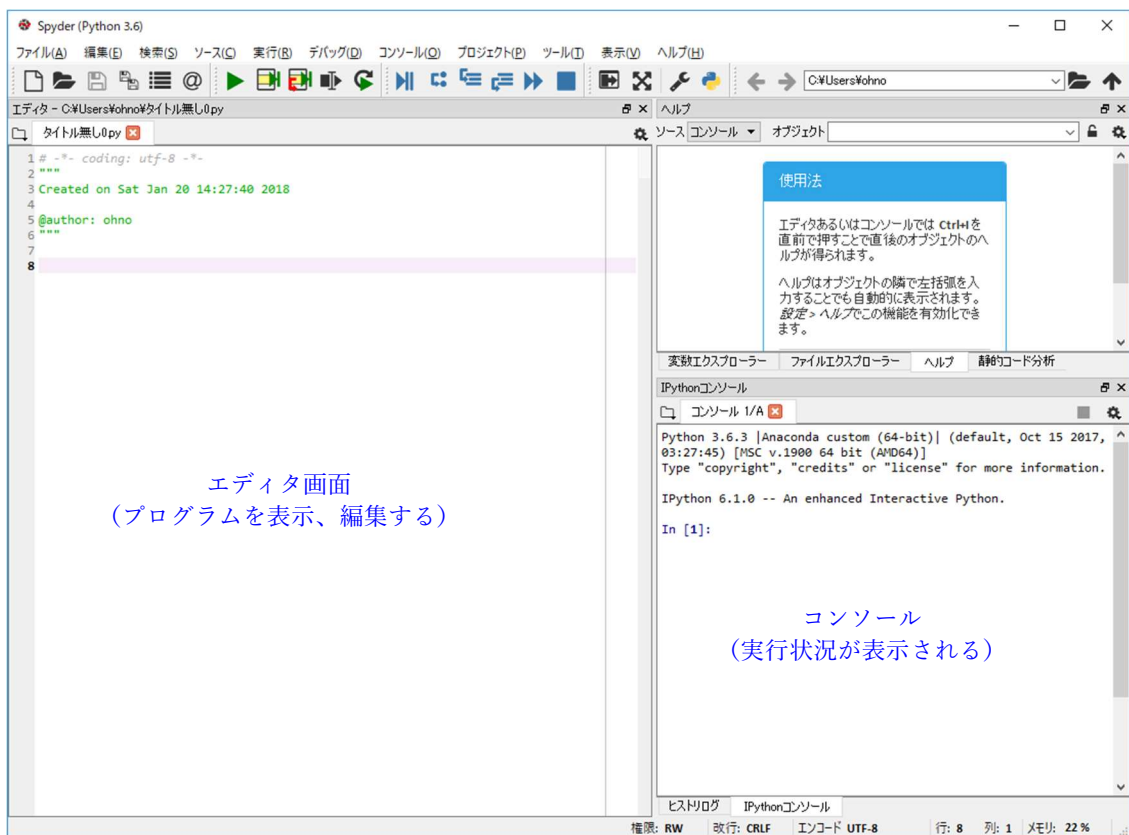 Spyder (Python 3.6)
ファイル(A) 編集(E) 検索(S) ソース(C) 実行(R) デバッグ(D) コンソール(O) プロジェクト(P) ツール(T) 表示(V) ヘルプ(H)
C:¥Users¥ohno
エディタ - C:¥Users¥ohno¥タイトル無し0.py
ヘルプ
タイトル無し0.py
ソース コンソール オブジェクト
1 # -*- coding: utf-8 -*-
2 """
3 Created on Sat Jan 20 14:27:40 2018
4
5 @author: ohno
6 """
7
8
使用法
エディタあるいはコンソールでは Ctrl+I を
直前で押すことで直後のオブジェクトのヘ
ルプが得られます。
ヘルプはオブジェクトの隣で左括弧を入
力することでも自動的に表示されます。
設定 > ヘルプでこの機能を有効化でき
ます。
変数エクスプローラー ファイルエクスプローラー ヘルプ 静的コード分析
IPythonコンソール
コンソール 1/A
Python 3.6.3 |Anaconda custom (64-bit)| (default, Oct 15 2017,
03:27:45) [MSC v.1900 64 bit (AMD64)]
Type "copyright", "credits" or "license" for more information.
IPython 6.1.0 -- An enhanced Interactive Python.
In [1]:
エディタ画面
(プログラムを表示、編集する)
コンソール
(実行状況が表示される)
ヒストリログ IPythonコンソール
権限: RW 改行: CRLF エンコード UTF-8 行: 8 列: 1 メモリ: 22 %